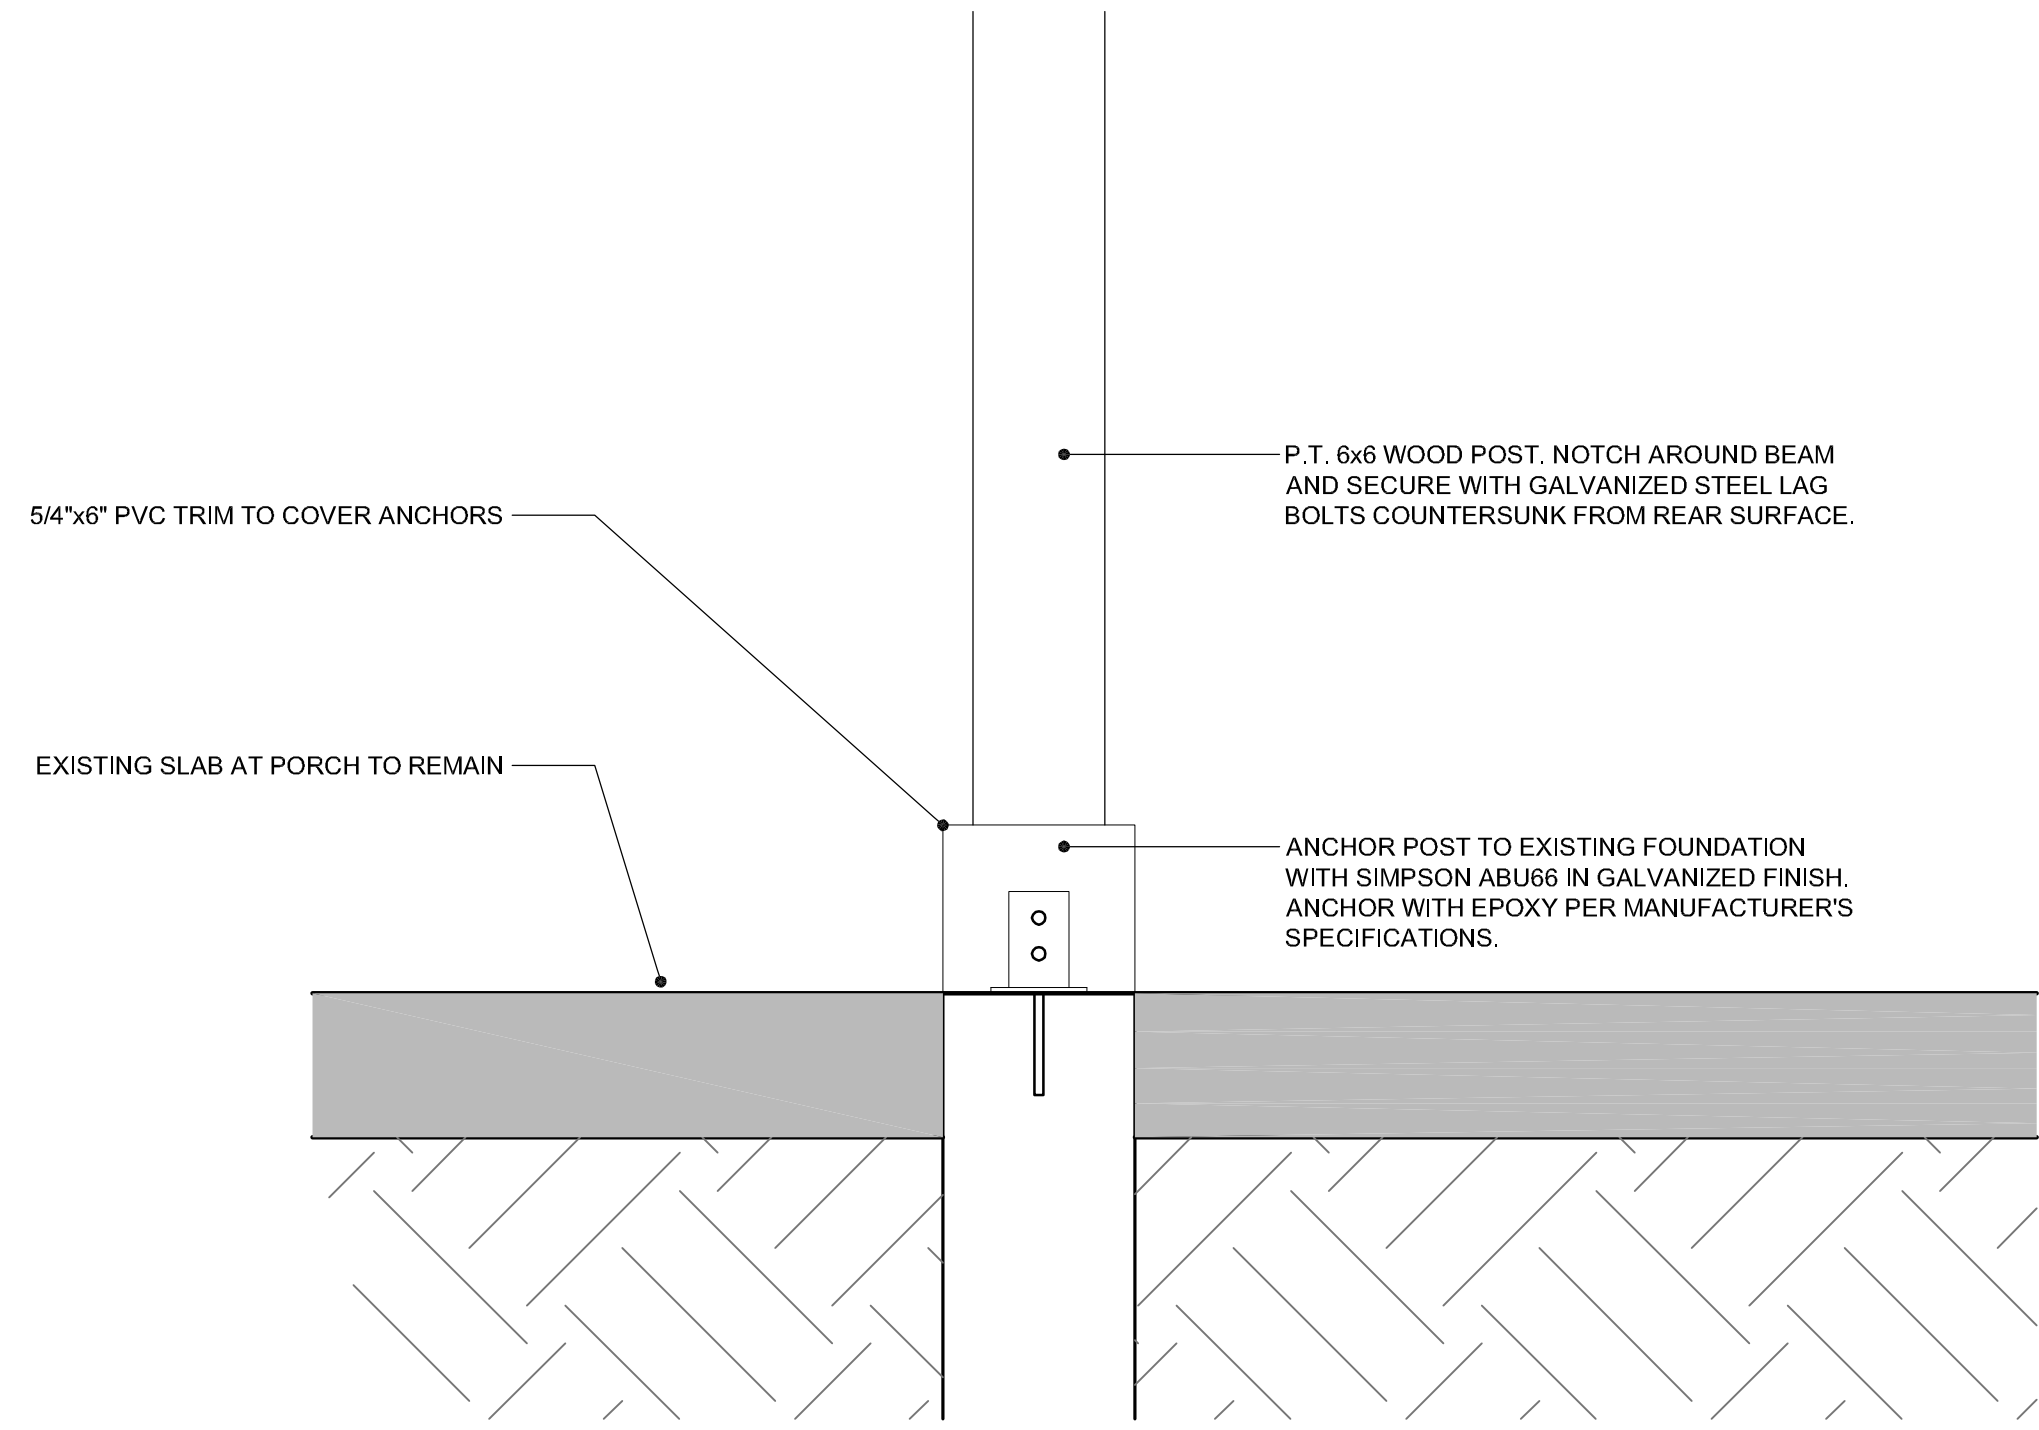 P.T. 6x6 WOOD POST. NOTCH AROUND BEAM
AND SECURE WITH GALVANIZED STEEL LAG
BOLTS COUNTERSUNK FROM REAR SURFACE.
5/4"x6" PVC TRIM TO COVER ANCHORS
EXISTING SLAB AT PORCH TO REMAIN
ANCHOR POST TO EXISTING FOUNDATION
WITH SIMPSON ABU66 IN GALVANIZED FINISH.
ANCHOR WITH EPOXY PER MANUFACTURER'S
SPECIFICATIONS.